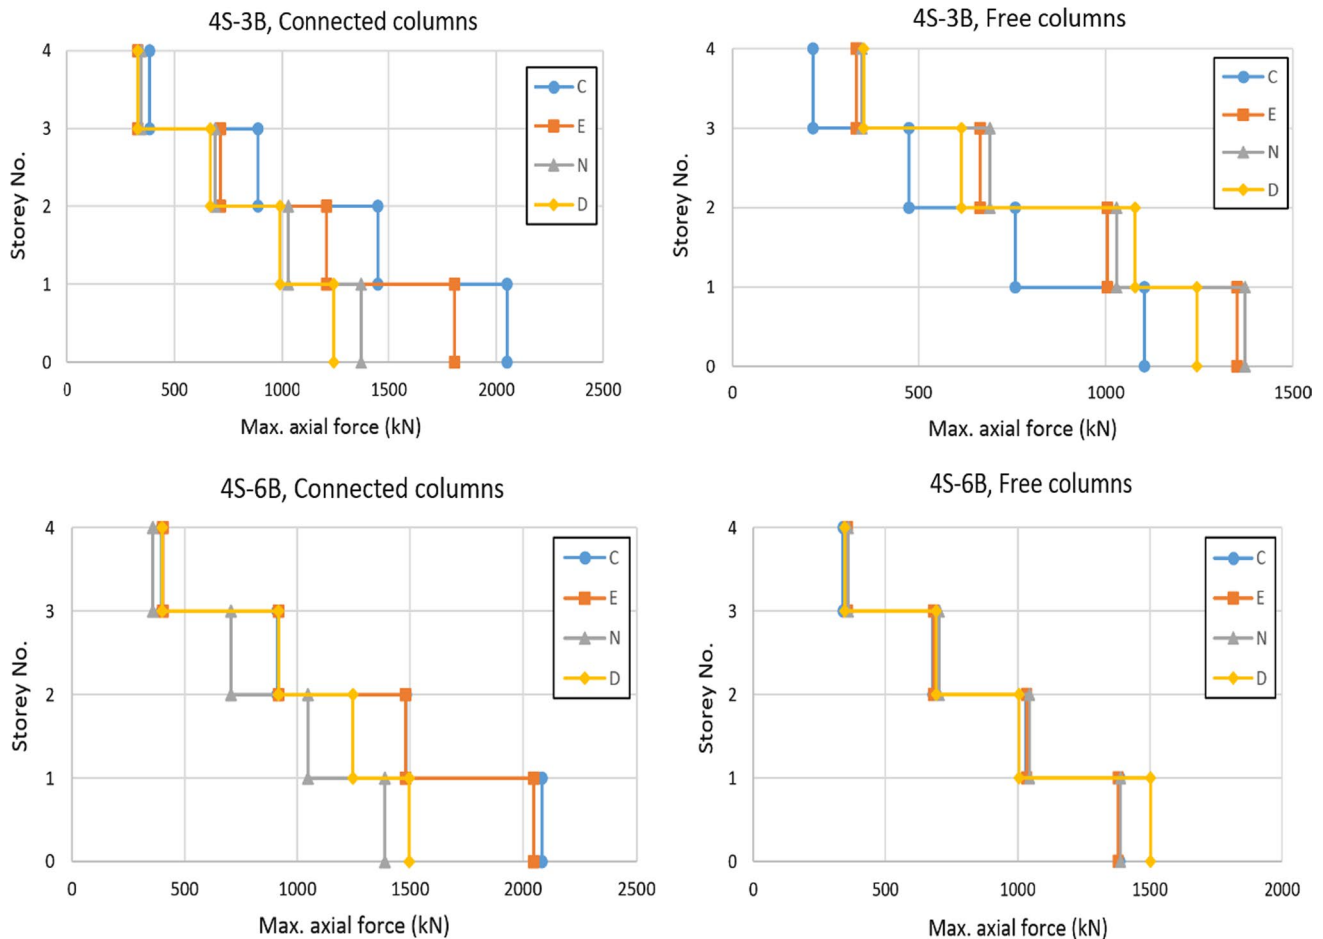 4S-3B, Connected columns
4
3
2
1
0
Storey No.
0 500 1000 1500 2000 2500
Max. axial force (kN)
C
E
N
D
4S-3B, Free columns
4
3
2
1
0
Storey No.
0 500 1000 1500
Max. axial force (kN)
C
E
N
D
4S-6B, Connected columns
4
3
2
1
0
Storey No.
0 500 1000 1500 2000 2500
Max. axial force (kN)
C
E
N
D
4S-6B, Free columns
4
3
2
1
0
Storey No.
0 500 1000 1500 2000
Max. axial force (kN)
C
E
N
D